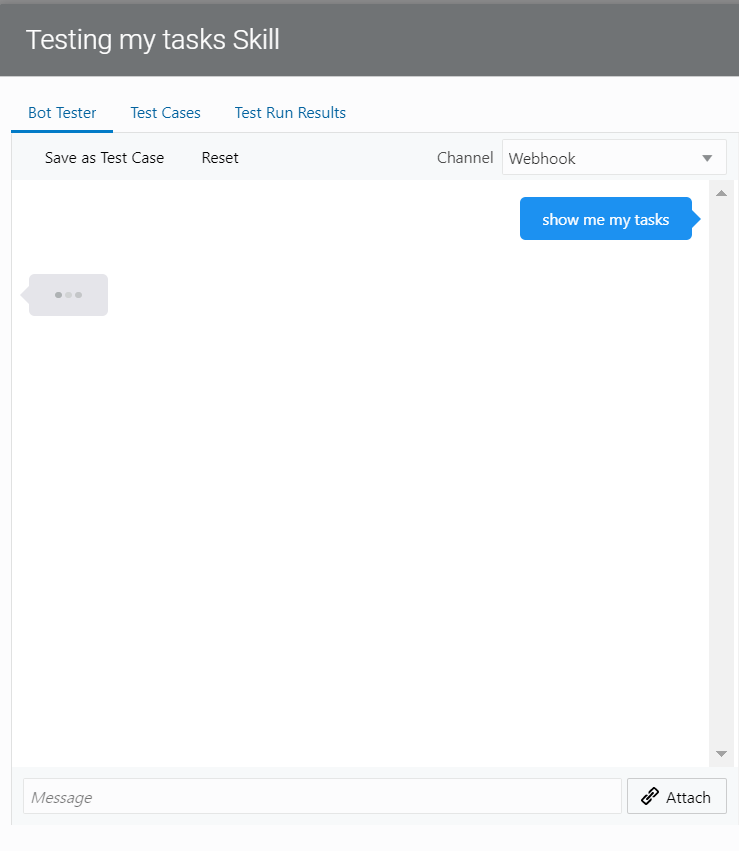 Testing my tasks Skill
Bot Tester Test Cases Test Run Results
Save as Test Case Reset Channel Webhook
show me my tasks
Message Attach